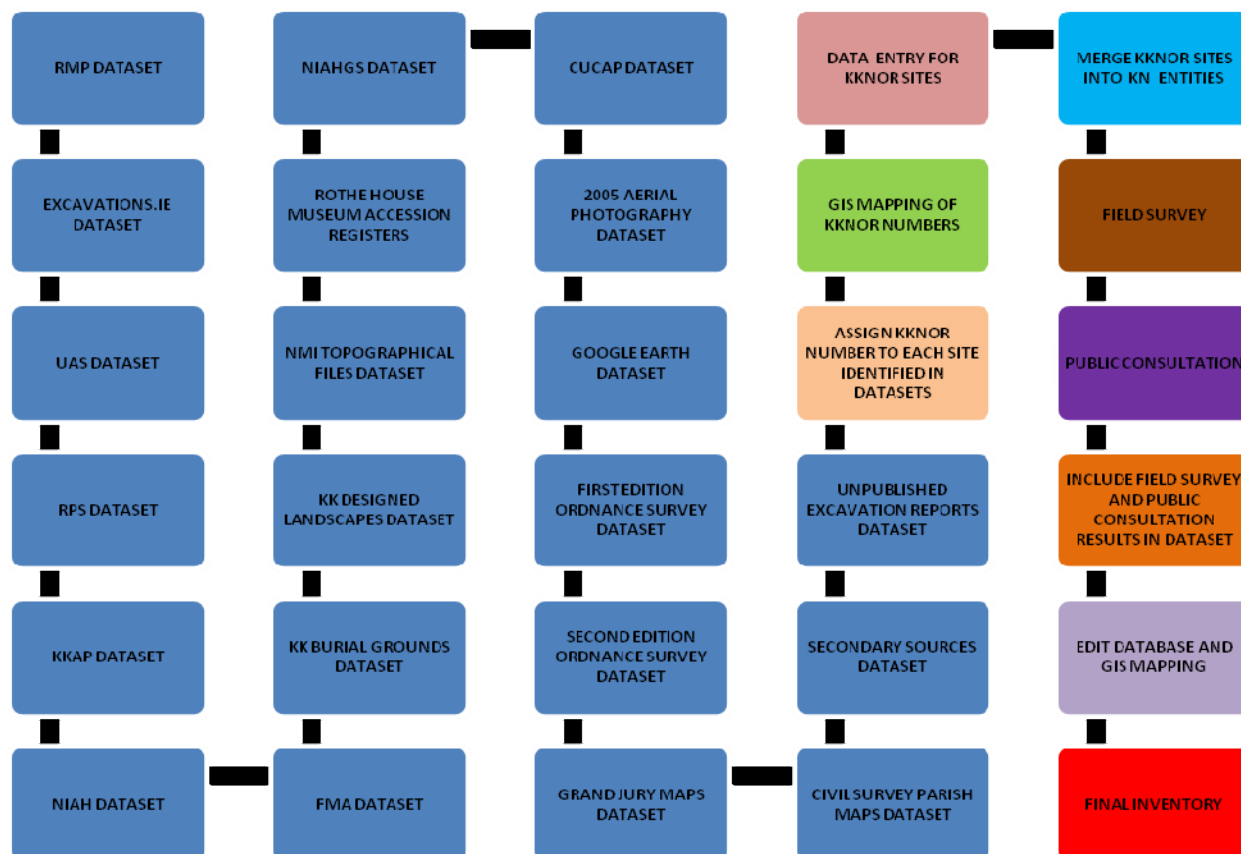 RMP DATASET
EXCAVATIONS.IE
DATASET
UAS DATASET
RPS DATASET
KKAP DATASET
NIAH DATASET
FMA DATASET
KK BURIAL GROUNDS
DATASET
KK DESIGNED
LANDSCAPES DATASET
NMI TOPOGRAPHICAL
FILES DATASET
ROTHE HOUSE
MUSEUM ACCESSION
REGISTERS
NIAHGS DATASET
CUCAP DATASET
2005 AERIAL
PHOTOGRAPHY
DATASET
GOOGLE EARTH
DATASET
FIRST EDITION
ORDNANCE SURVEY
DATASET
SECOND EDITION
ORDNANCE SURVEY
DATASET
GRAND JURY MAPS
DATASET
CIVIL SURVEY PARISH
MAPS DATASET
SECONDARY SOURCES
DATASET
UNPUBLISHED
EXCAVATION REPORTS
DATASET
ASSIGN KKNOR
NUMBER TO EACH SITE
IDENTIFIED IN
DATASETS
GIS MAPPING OF
KKNOR NUMBERS
DATA ENTRY FOR
KKNOR SITES
MERGE KKNOR SITES
INTO KN ENTITIES
FIELD SURVEY
PUBLIC CONSULTATION
INCLUDE FIELD SURVEY
AND PUBLIC
CONSULTATION
RESULTS IN DATASET
EDIT DATABASE AND
GIS MAPPING
FINAL INVENTORY